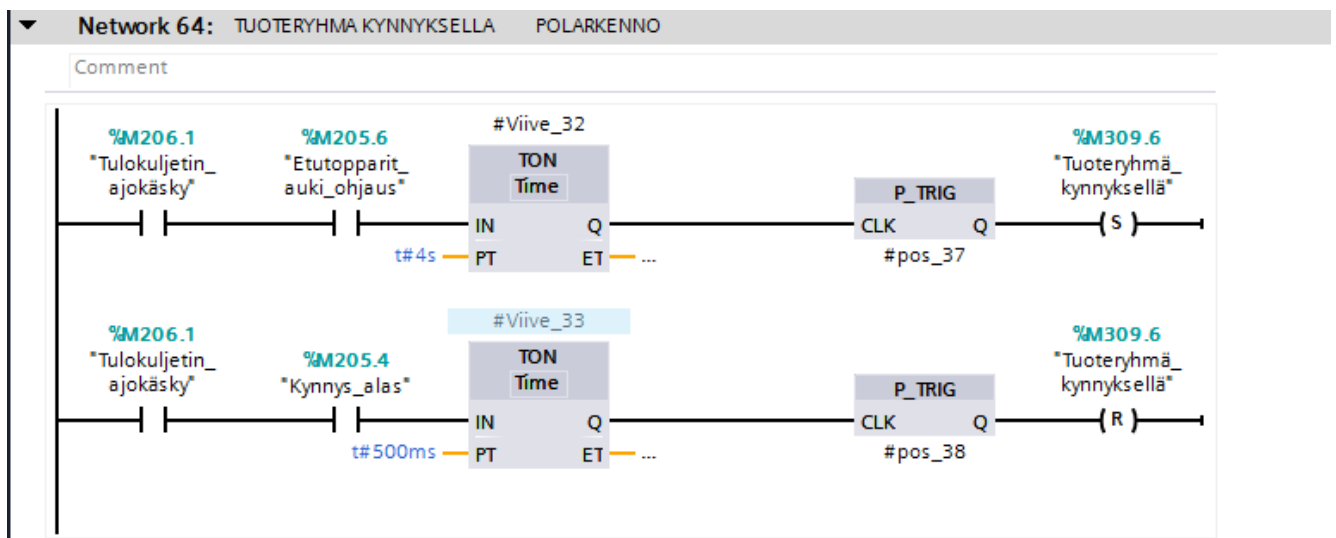 Network 64: TUOTERYHMA KYNNYKSELLA POLARKENNO
Comment
%M206.1
"Tulokuljetin_
ajokäsky"
%M205.6
"Etutopparit_
auki_ohjaus"
#Viive_32
TON
Time
IN Q
t#4s PT ET ...
P_TRIG
CLK Q
#pos_37
%M309.6
"Tuoteryhmä_
kynnyksellä"
S
%M206.1
"Tulokuljetin_
ajokäsky"
%M205.4
"Kynnys_alas"
#Viive_33
TON
Time
IN Q
t#500ms PT ET ...
P_TRIG
CLK Q
#pos_38
%M309.6
"Tuoteryhmä_
kynnyksellä"
R